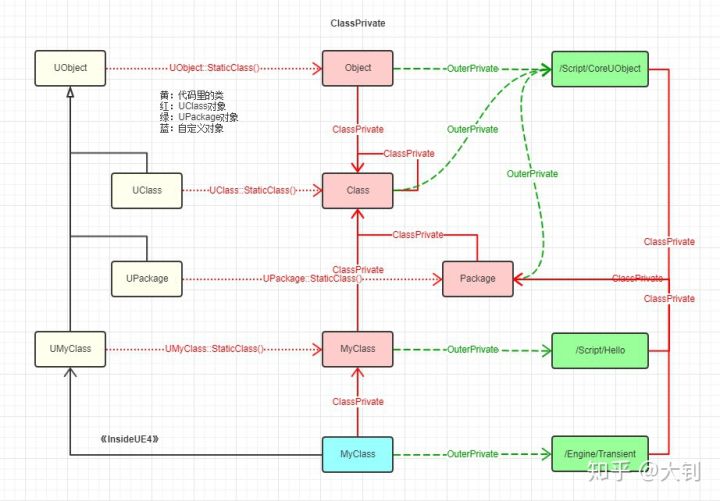 ClassPrivate
UObject
UObject::StaticClass()
Object
OuterPrivate
/Script/CoreUObject
黄：代码里的类
红：UClass对象
绿：UPackage对象
蓝：自定义对象
ClassPrivate
ClassPrivate
OuterPrivate
OuterPrivate
UClass
UClass::StaticClass()
Class
ClassPrivate
ClassPrivate
UPackage
UPackage::StaticClass()
Package
ClassPrivate
ClassPrivate
UMyClass
UMyClass::StaticClass()
MyClass
OuterPrivate
/Script/Hello
ClassPrivate
《InsideUE4》
MyClass
OuterPrivate
/Engine/Transient
知乎 @大钊